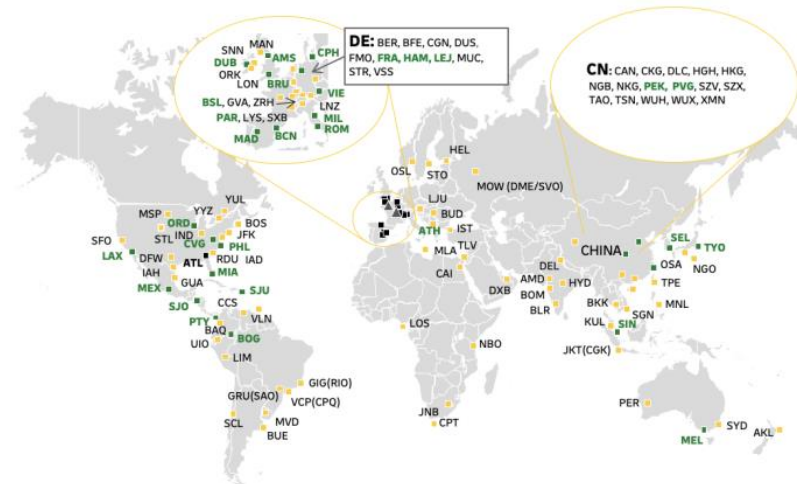 DE: BER, BFE, CGN, DUS,
FMO, FRA, HAM, LEJ, MUC,
STR, VSS
CN: CAN, CKG, DLC, HGH, HKG,
NGB, NKG, PEK, PVG, SZV, SZX,
TAO, TSN, WUH, WUX, XMN
MAN
SNN
DUB
AMS
CPH
ORK
LON
BRU
VIE
BSL, GVA, ZRH
LNZ
PAR, LYS, SXB
MIL
MAD
BCN
ROM
HEL
OSL
STO
MOW (DME/SVO)
YUL
MSP
YYZ
LJU
ORD
BOS
BUD
SFO
STL
IND
JFK
CVG
PHL
ATH
IST
SEL
TYO
CHINA
LAX
DFW
ATL
RDU
IAD
MLA
TLV
OSA
NGO
IAH
MIA
CAI
DEL
TPE
GUA
DXB
AMD
HYD
MEX
SJU
BOM
BKK
MNL
SJO
CCS
BLR
SGN
PTY
VLN
LOS
KUL
SIN
BAQ
BOG
UIO
NBO
JKT(CGK)
LIM
GIG(RIO)
GRU(SAO)
VCP(CPQ)
JNB
PER
SCL
MVD
CPT
SYD
AKL
BUE
MEL